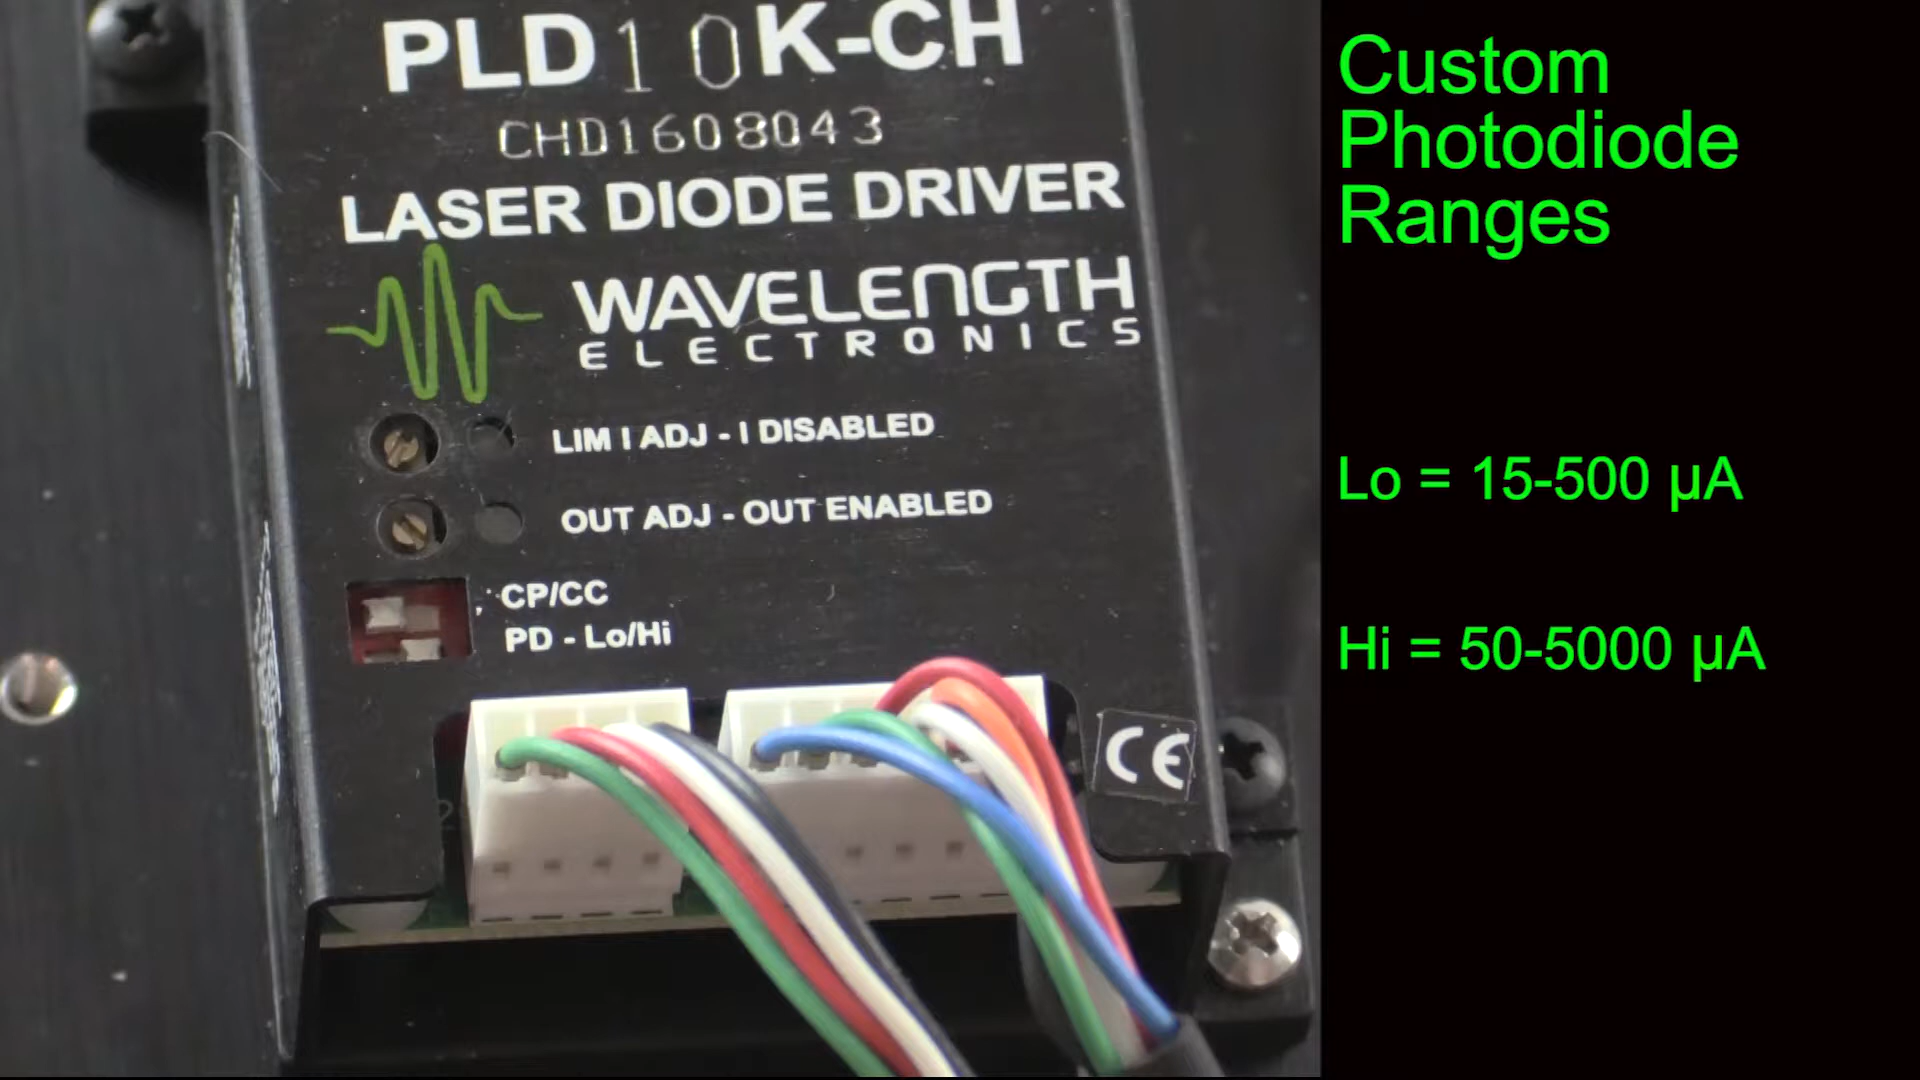 PLD10K-CH
CHD1608043
LASER DIODE DRIVER
WAVELENGTH
ELECTRONICS
LIM I ADJ - I DISABLED
OUT ADJ - OUT ENABLED
CP/CC
PD - Lo/Hi
2
CE
Custom
Photodiode
Ranges
Lo = 15-500 µA
Hi = 50-5000 µA